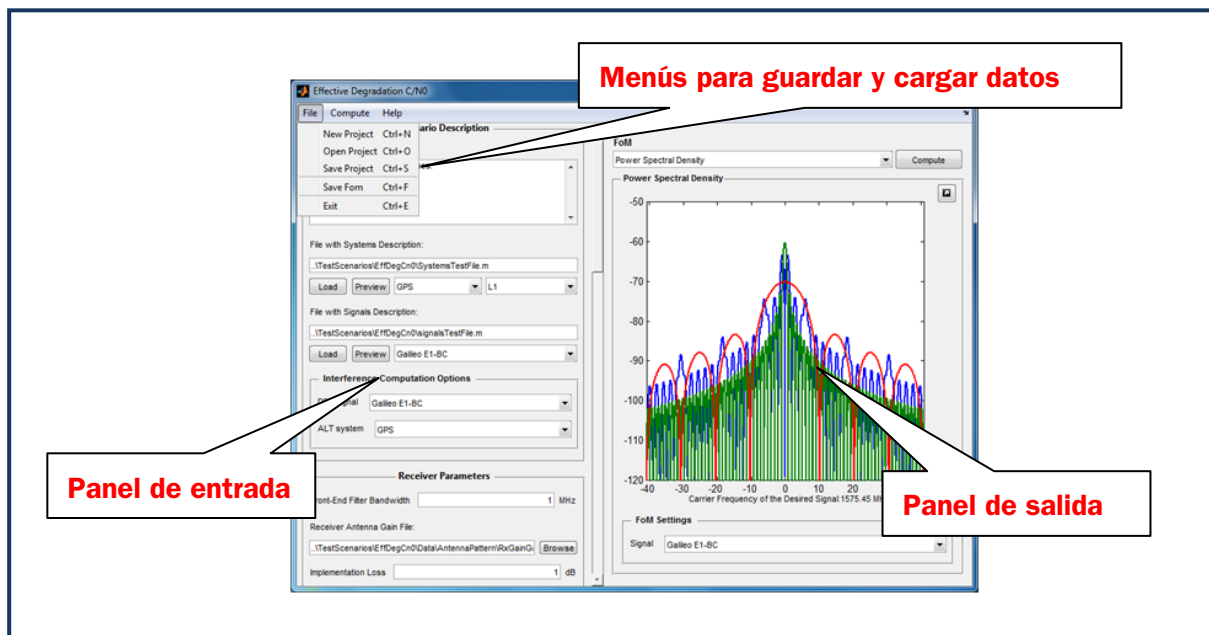 Menús para guardar y cargar datos
Effective Degradation C/N0
File Compute Help
New Project Ctrl+N
Open Project Ctrl+O
Save Project Ctrl+S
Save Fom Ctrl+F
Exit Ctrl+E
Description
File with Systems Description:
..\TestScenarios\EffDegCn0\SystemsTestFile.m
Load Preview GPS L1
File with Signals Description:
..\TestScenarios\EffDegCn0\signalsTestFile.m
Load Preview Galileo E1-BC
Interference Computation Options
Galileo E1-BC
ALT system GPS
Panel de entrada
Receiver Parameters
Front-End Filter Bandwidth 1 MHz
Receiver Antenna Gain File:
..\TestScenarios\EffDegCn0\Data\AntennaPattern\RxGainG Browse
Implementation Loss 1 dB
FoM
Power Spectral Density Compute
Power Spectral Density
-50
-60
-70
-80
-90
-100
-110
-120
-40 -30 -20 -10 0 10 20
Carrier Frequency of the Desired Signal:1575.45
Panel de salida
FoM Settings
Signal Galileo E1-BC